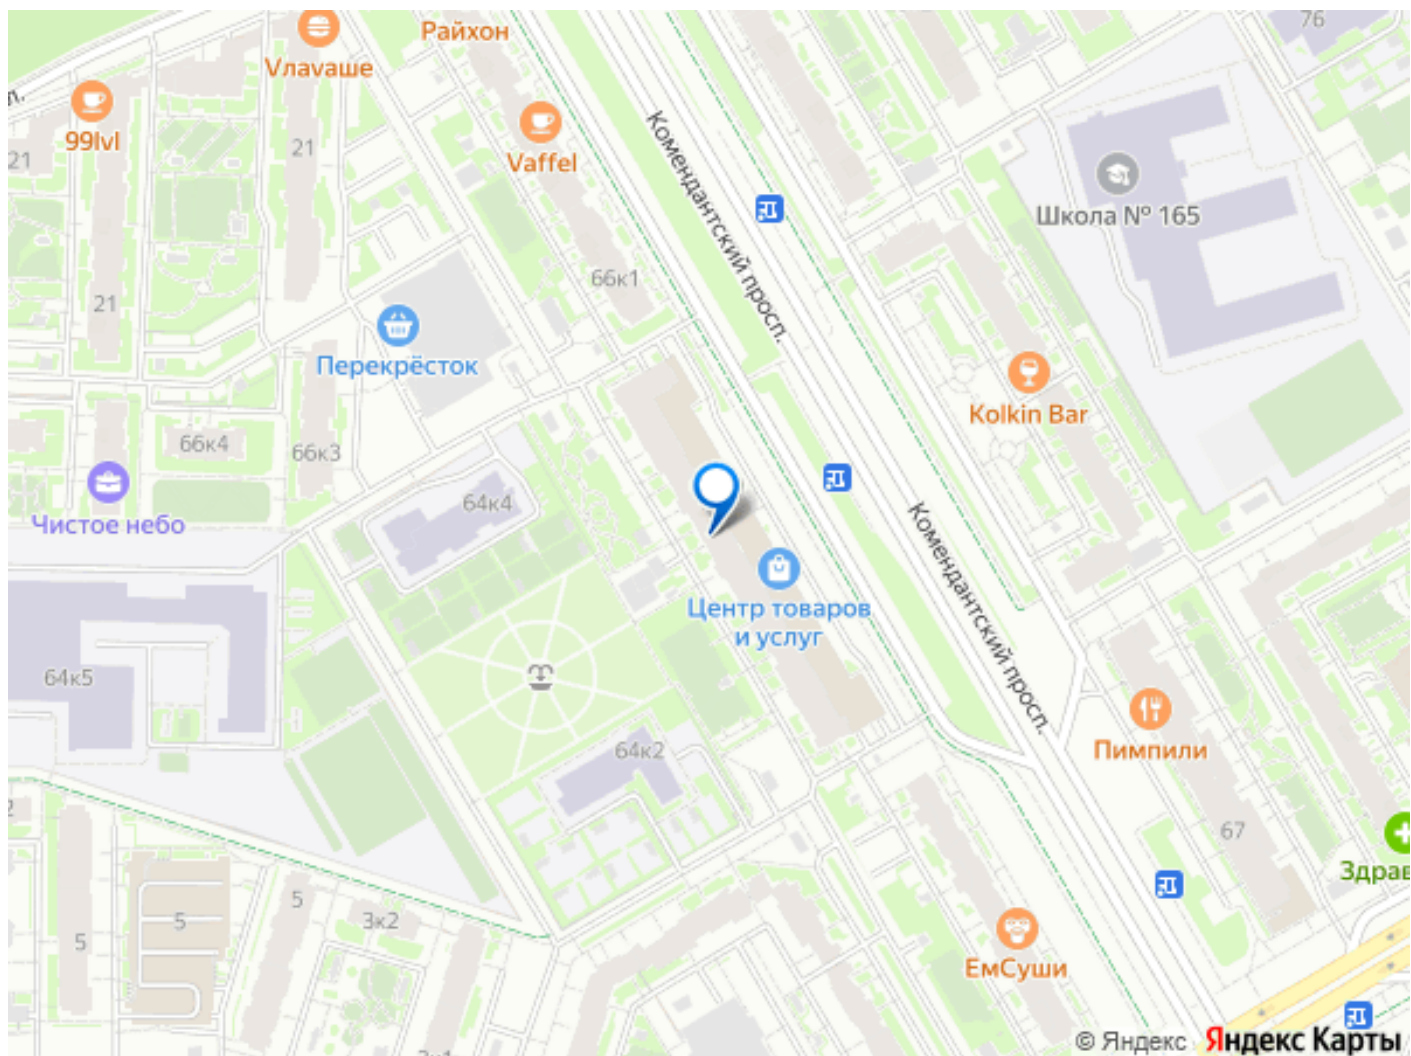 Райхон
76
Vлаvаше
99lvl
21
21
Vaffel
Комендантский просп.
Школа № 165
66к1
21
Перекрёсток
Kolkin Bar
66к4
66к3
64к4
Чистое небо
Комендантский просп.
Центр товаров
и услуг
64к5
64к2
Пимпили
67
Здрав
5
5
5
3к2
ЕмСуши
© Яндекс Яндекс Карты